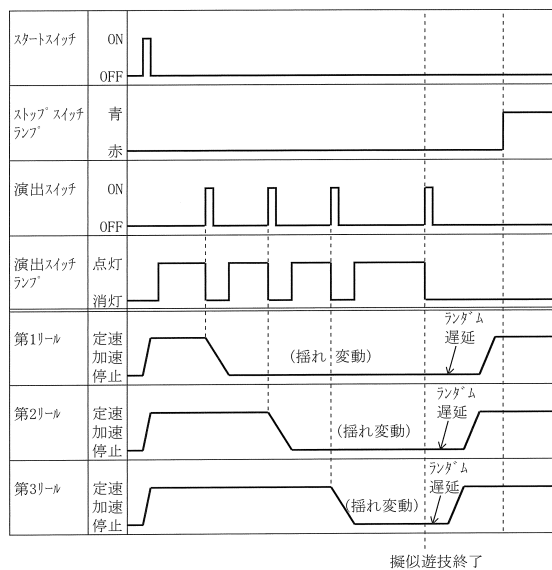 スタートスイッチ ON
OFF
ストップスイッチ 青
ランプ
赤
演出スイッチ ON
OFF
演出スイッチ 点灯
ランプ
消灯
ランダム
第1リール 定速 遅延
加速 (揺れ変動)
停止
ランダム
第2リール 定速 遅延
加速 (揺れ変動)
停止
ランダム
第3リール 定速 遅延
加速 (揺れ変動)
停止
擬似遊技終了